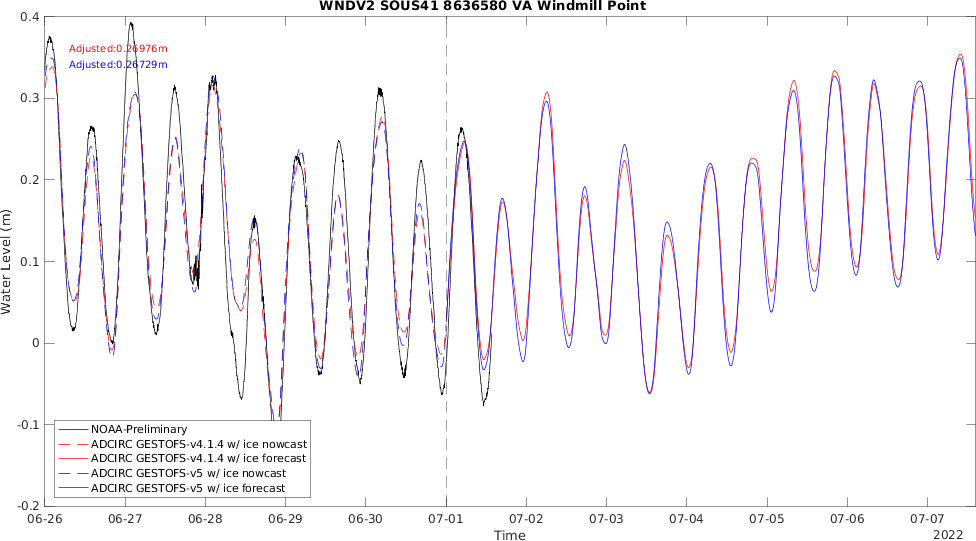 WNDV2 SOUS41 8636580 VA Windmill Point
Adjusted:0.26976m
Adjusted:0.26729m
Water Level (m)
0.4
0.3
0.2
0.1
0
-0.1
-0.2
NOAA-Preliminary
ADCIRC GESTOFS-v4.1.4 w/ ice nowcast
ADCIRC GESTOFS-v4.1.4 w/ ice forecast
ADCIRC GESTOFS-v5 w/ ice nowcast
ADCIRC GESTOFS-v5 w/ ice forecast
06-26 06-27 06-28 06-29 06-30 07-01 07-02 07-03 07-04 07-05 07-06 07-07
Time
2022